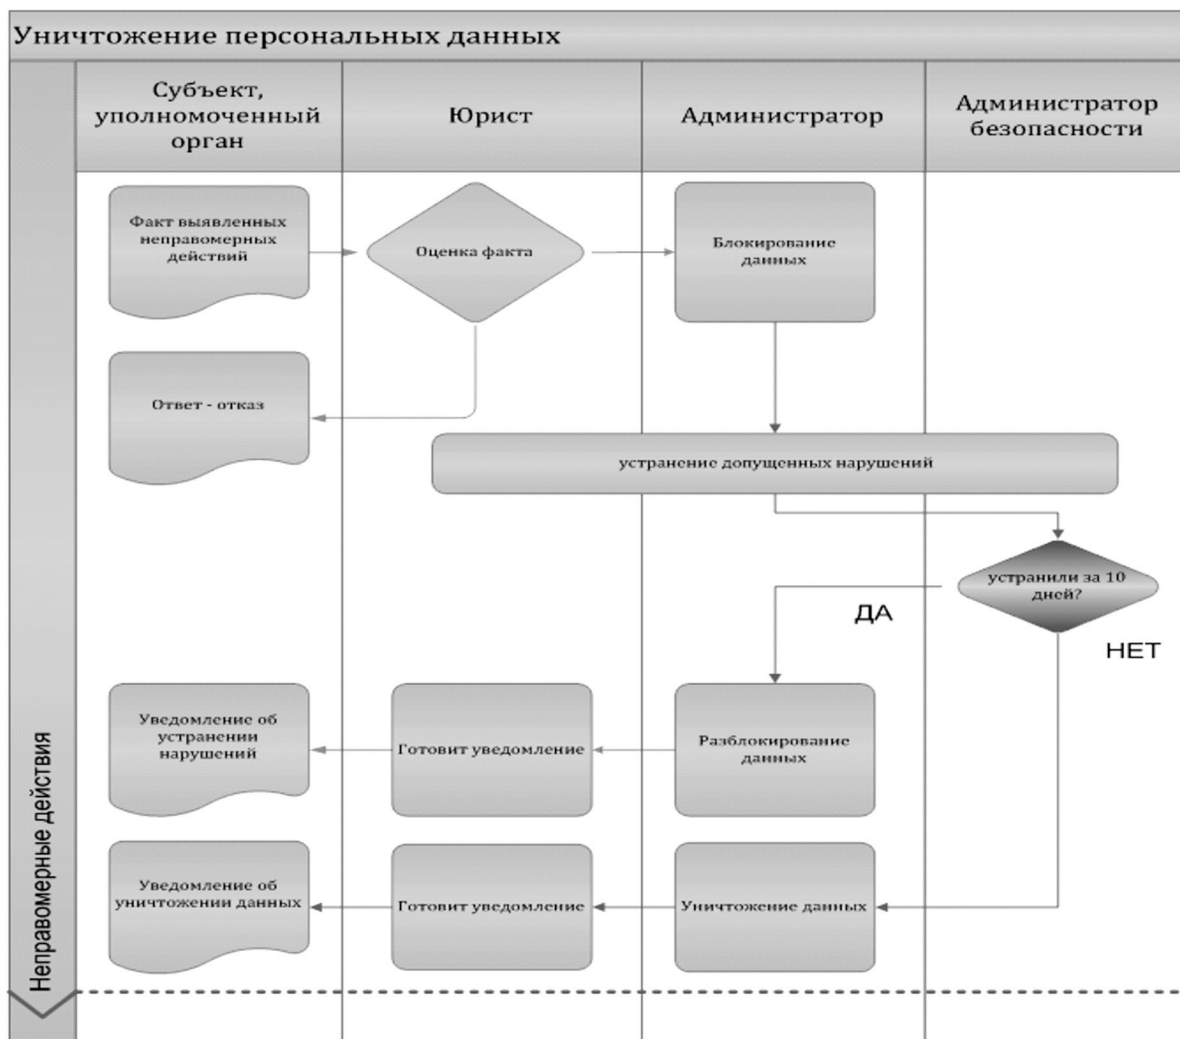 Уничтожение персональных данных
Субъект,
уполномоченный
орган
Юрист
Администратор
Администратор
безопасности
Факт выявленных
неправомерных
действий
Оценка факта
Блокирование
данных
Ответ - отказ
устранение допущенных нарушений
устранили за 10
дней?
ДА
НЕТ
Уведомление об
устранении
нарушений
Готовит уведомление
Разблокирование
данных
Уведомление об
уничтожении данных
Готовит уведомление
Уничтожение данных
Неправомерные действия